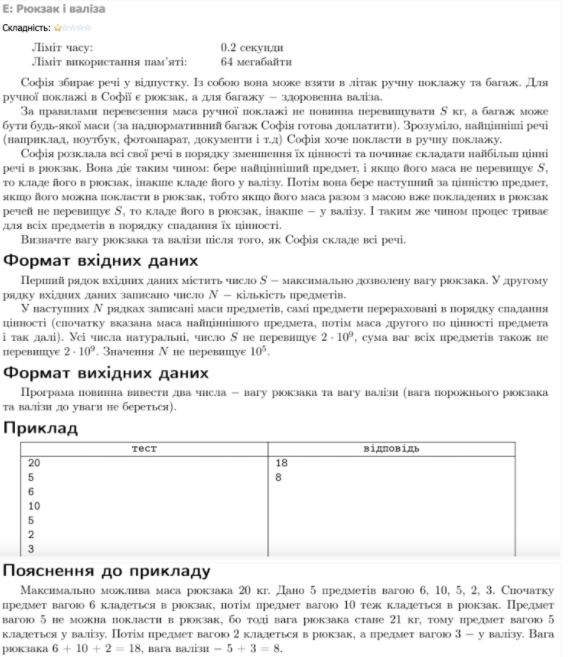 E: Рюкзак і валіза
Складність:
Ліміт часу: 0.2 секунди
Ліміт використання пам'яті: 64 мегабайти
Софія збирає речі у відпустку. Із собою вона може взяти в літак ручну поклажу та багаж. Для
ручної поклажі в Софії є рюкзак, а для багажу – здоровенна валіза.
За правилами перевезення маса ручної поклажі не повинна перевищувати S кг, а багаж може
бути будь-якої маси (за наднормативний багаж Софія готова доплатити). Зрозуміло, найцінніші речі
(наприклад, ноутбук, фотоапарат, документи і т.д) Софія хоче покласти в ручну поклажу.
Софія розклала всі свої речі в порядку зменшення їх цінності та починає складати найбільш цінні
речі в рюкзак. Вона діє таким чином: бере найцінніший предмет, і якщо його маса не перевищує S,
то кладе його в рюкзак, інакше кладе його у валізу. Потім вона бере наступний за цінністю предмет,
якщо його можна покласти в рюкзак, тобто якщо його маса разом з масою вже покладених в рюкзак
речей не перевищує S, то кладе його в рюкзак, інакше – у валізу. І таким же чином процес триває
для всіх предметів в порядку спадання їх цінності.
Визначте вагу рюкзака та валізи після того, як Софія складе всі речі.
Формат вхідних даних
Перший рядок вхідних даних містить число S – максимально дозволену вагу рюкзака. У другому
рядку вхідних даних записано число N – кількість предметів.
У наступних N рядках записані маси предметів, самі предмети перераховані в порядку спадання
цінності (спочатку вказана маса найціннішого предмета, потім маса другого по цінності предмета
і так далі). Усі числа натуральні, число S не перевищує 2 · 10⁹, сума ваг всіх предметів також не
перевищує 2 · 10⁹. Значення N не перевищує 10⁵.
Формат вихідних даних
Програма повинна вивести два числа – вагу рюкзака та вагу валізи (вага порожнього рюкзака
та валізи до уваги не береться).
Приклад
тест відповідь
20 18
5 8
6
10
5
2
3
Пояснення до прикладу
Максимально можлива маса рюкзака 20 кг. Дано 5 предметів вагою 6, 10, 5, 2, 3. Спочатку
предмет вагою 6 кладеться в рюкзак, потім предмет вагою 10 теж кладеться в рюкзак. Предмет
вагою 5 не можна покласти в рюкзак, бо тоді вага рюкзака стане 21 кг, тому предмет вагою 5
кладеться у валізу. Потім предмет вагою 2 кладеться в рюкзак, а предмет вагою 3 – у валізу. Вага
рюкзака 6 + 10 + 2 = 18, вага валізи – 5 + 3 = 8.